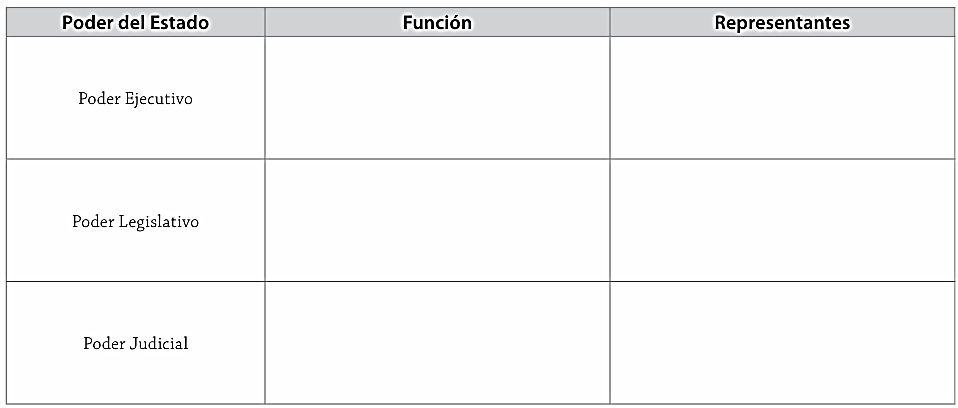 Poder del Estado Función Representantes
Poder Ejecutivo
Poder Legislativo
Poder Judicial